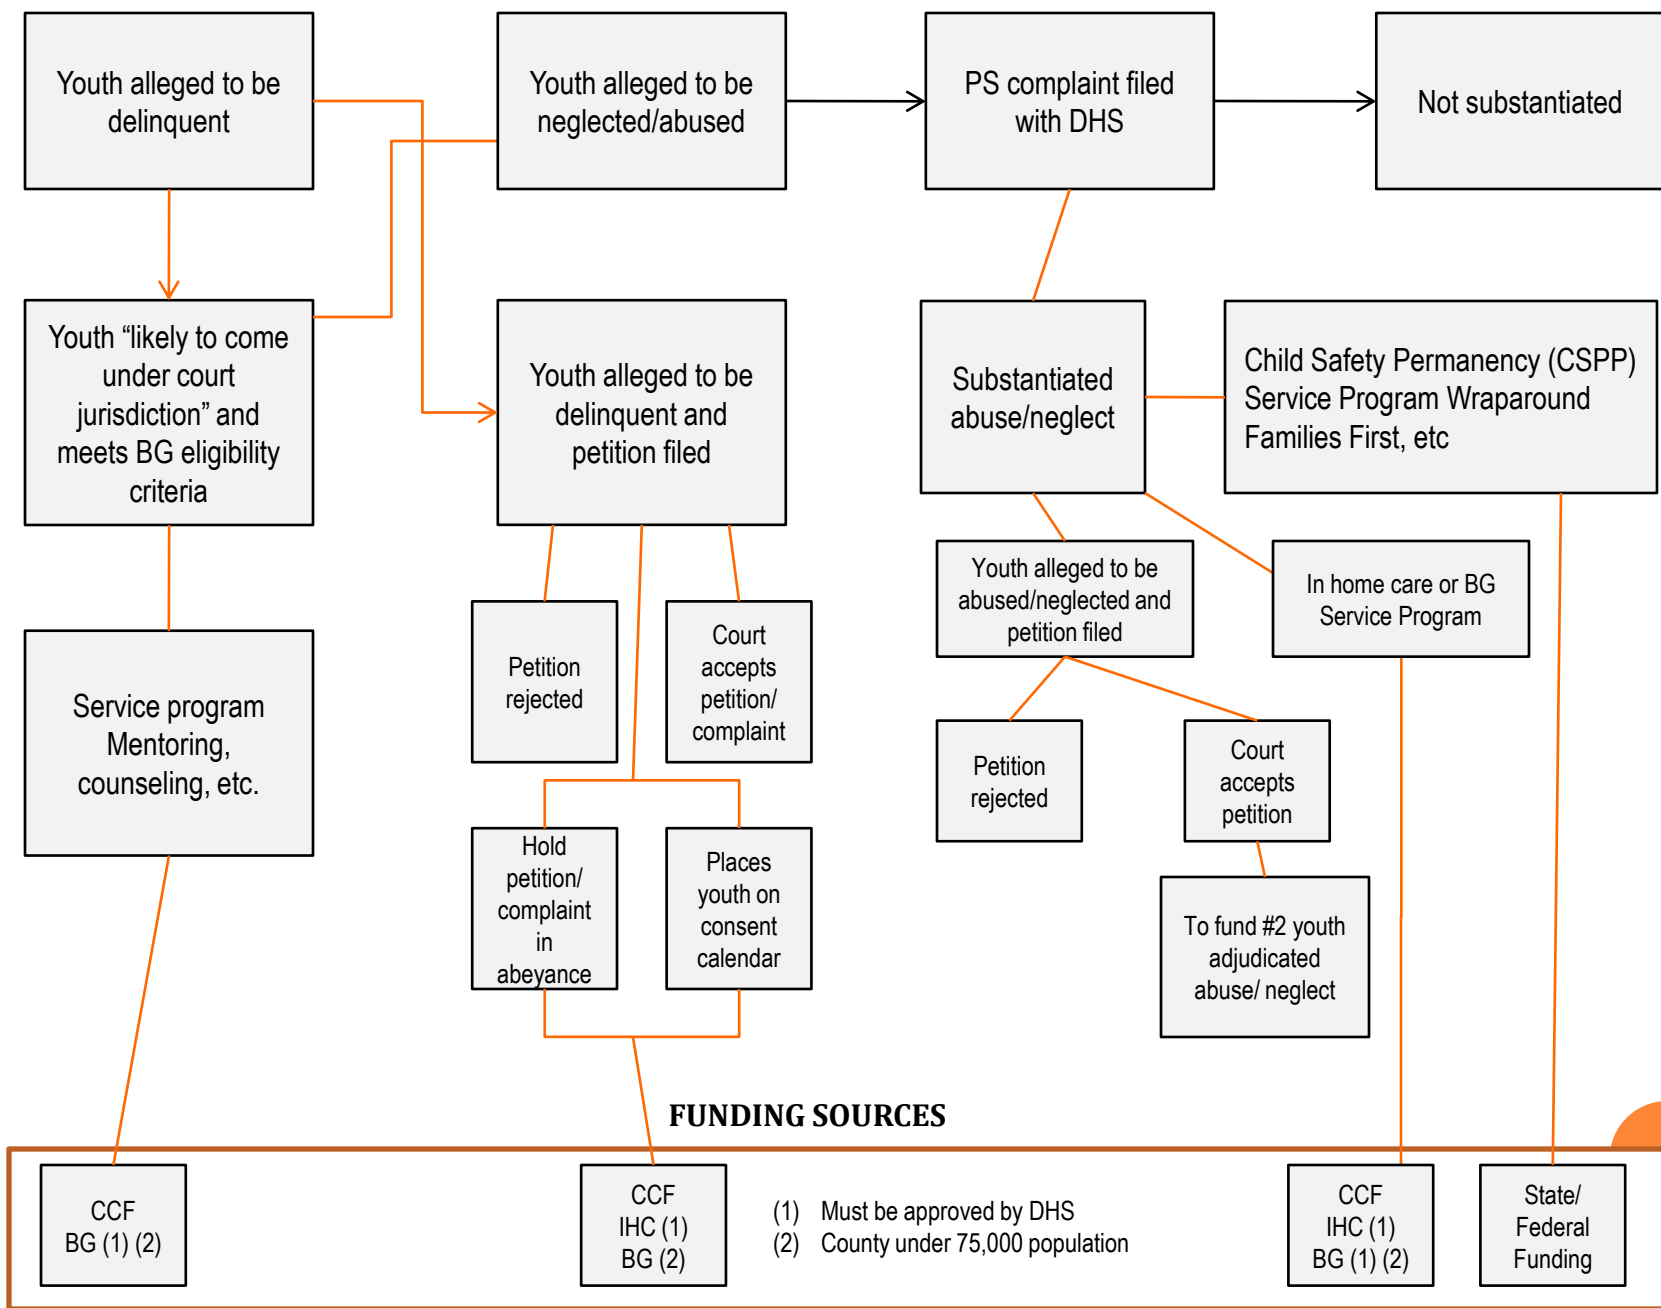 Youth alleged to be
delinquent
Youth alleged to be
neglected/abused
PS complaint filed
with DHS
Not substantiated
Youth “likely to come
under court
jurisdiction” and
meets BG eligibility
criteria
Youth alleged to be
delinquent and
petition filed
Substantiated
abuse/neglect
Child Safety Permanency (CSPP)
Service Program Wraparound
Families First, etc
Youth alleged to be
abused/neglected and
petition filed
In home care or BG
Service Program
Service program
Mentoring,
counseling, etc.
Petition
rejected
Court
accepts
petition/
complaint
Petition
rejected
Court
accepts
petition
Hold
petition/
complaint
in
abeyance
Places
youth on
consent
calendar
To fund #2 youth
adjudicated
abuse/ neglect
FUNDING SOURCES
CCF
BG (1) (2)
CCF
IHC (1)
BG (2)
(1) Must be approved by DHS
(2) County under 75,000 population
CCF
IHC (1)
BG (1) (2)
State/
Federal
Funding